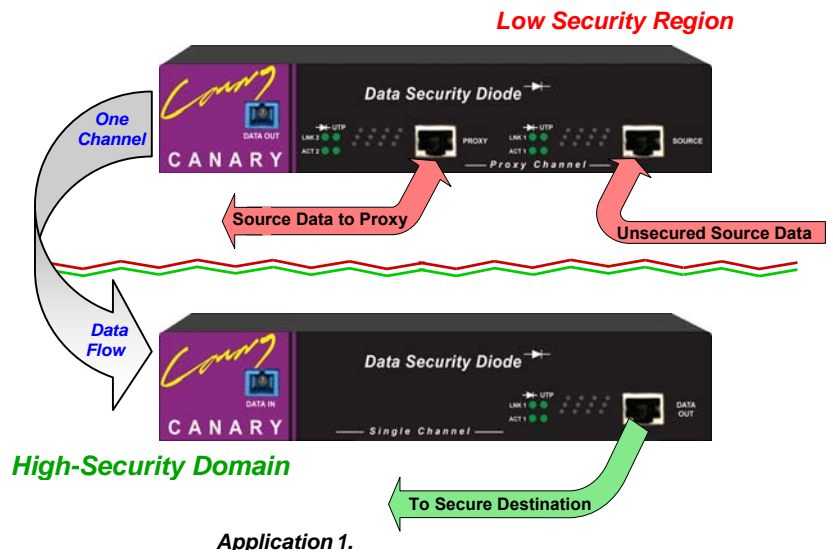 Low Security Region
Canary
Data Security Diode
One
Channel
DATA OUT
UTP
LNK 2
ACT 2
PROXY
UTP
LNK 1
ACT 1
SOURCE
CANARY
Proxy Channel
Source Data to Proxy
Unsecured Source Data
Data
Flow
Canary
Data Security Diode
DATA IN
UTP
LNK 1
ACT 1
DATA
OUT
CANARY
Single Channel
High-Security Domain
To Secure Destination
Application 1.